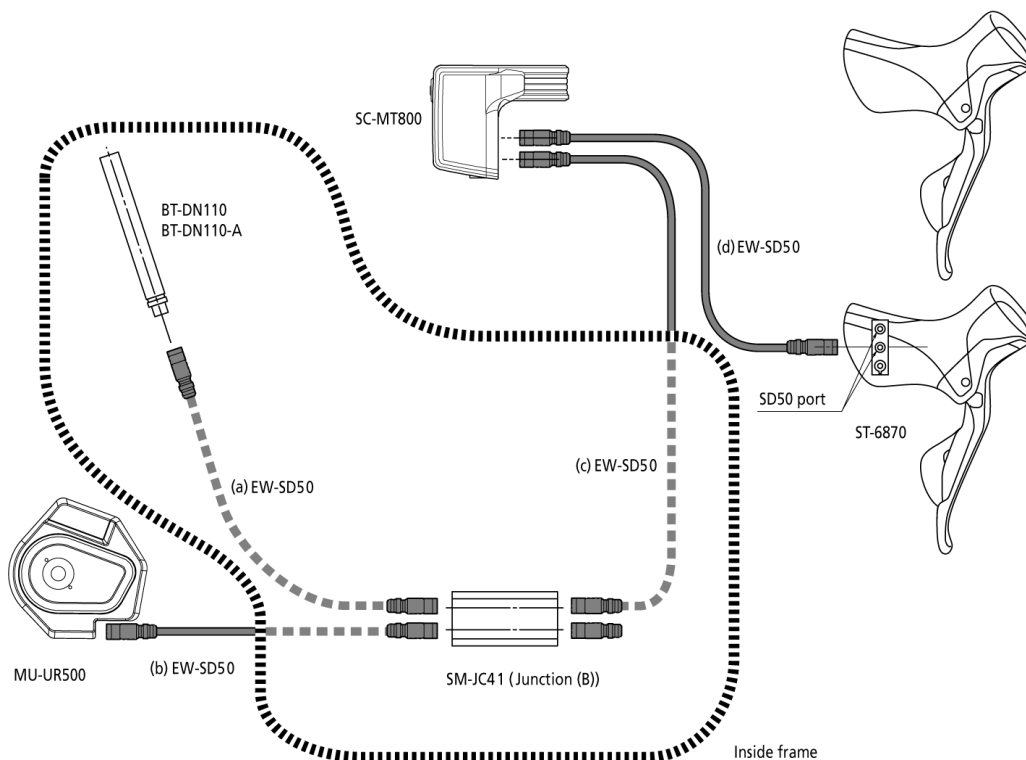 SC-MT800
BT-DN110
BT-DN110-A
(d) EW-SD50
SD50 port
ST-6870
(c) EW-SD50
(a) EW-SD50
MU-UR500
(b) EW-SD50
SM-JC41 (Junction (B))
Inside frame